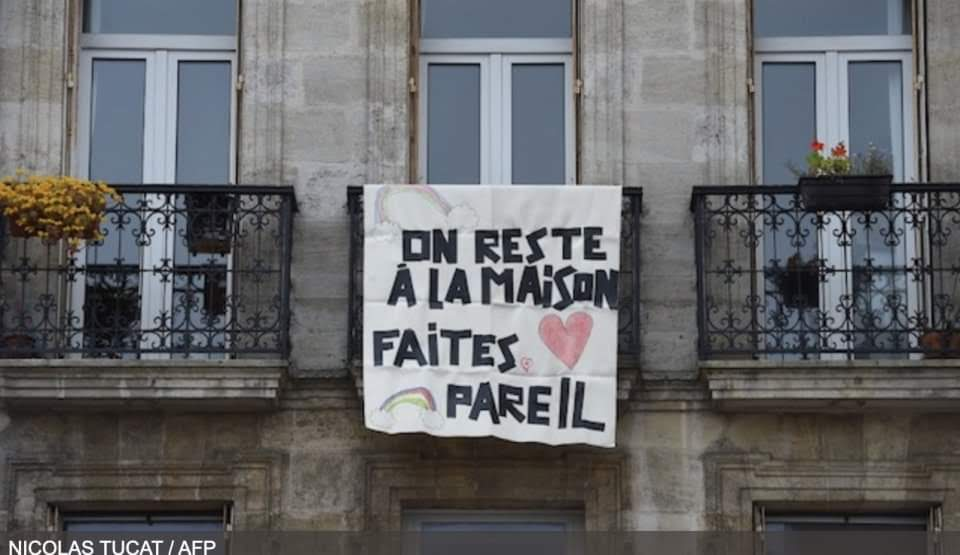 ON RESTE
À LA MAiSON
FAiTES
PAREIL
NICOLAS TUCAT / AFP